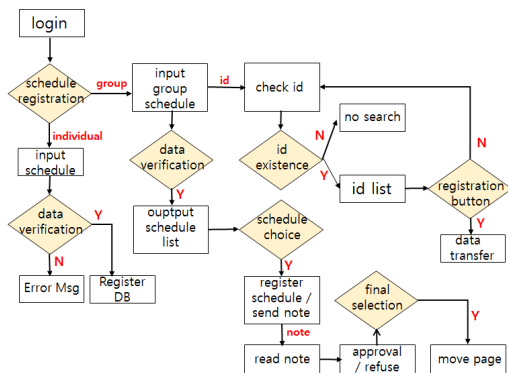 login
schedule
registration
group
input
group
schedule
id
check id
individual
input
schedule
data
verification
Y
N
Error Msg
Register
DB
data
verification
Y
ouptput
schedule
list
id
existence
N
no search
Y
id list
registration
button
N
Y
data
transfer
schedule
choice
Y
register
schedule /
send note
note
read note
approval
/ refuse
final
selection
Y
move page